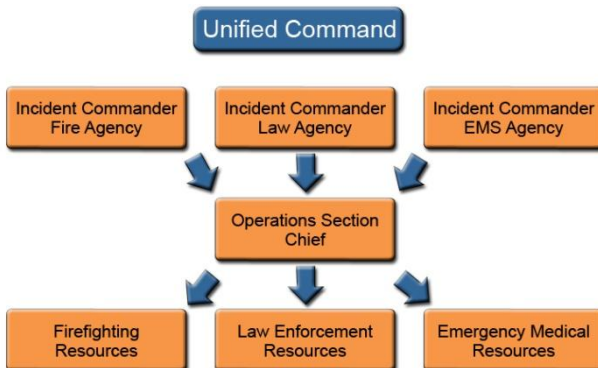 Unified Command
Incident Commander
Fire Agency
Incident Commander
Law Agency
Incident Commander
EMS Agency
Operations Section
Chief
Firefighting
Resources
Law Enforcement
Resources
Emergency Medical
Resources